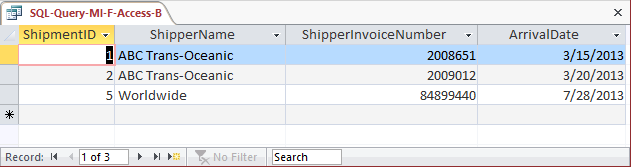 SQL-Query-MI-F-Access-B
ShipmentID ShipperName ShipperInvoiceNumber ArrivalDate
1 ABC Trans-Oceanic 2008651 3/15/2013
2 ABC Trans-Oceanic 2009012 3/20/2013
5 Worldwide 84899440 7/28/2013
Record: 1 of 3 No Filter Search